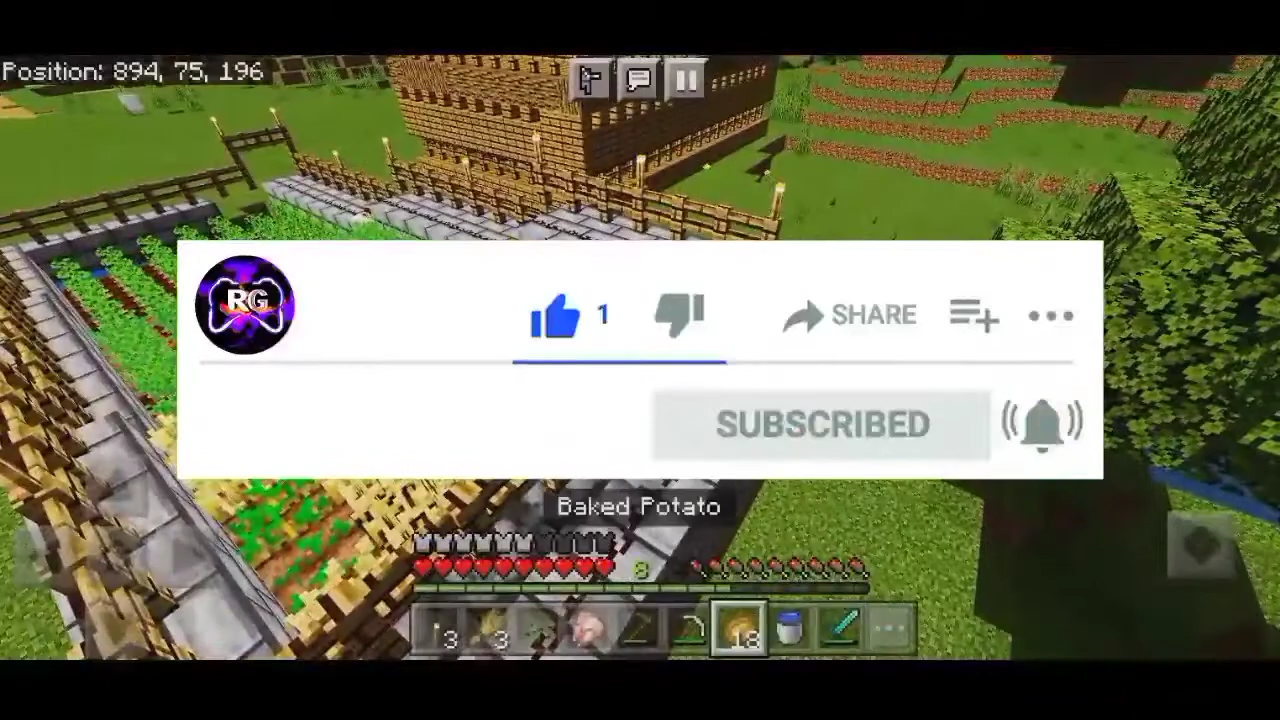 Position: 894, 75, 196
RG
1
SHARE
SUBSCRIBED
Baked Potato
8
3
3
18